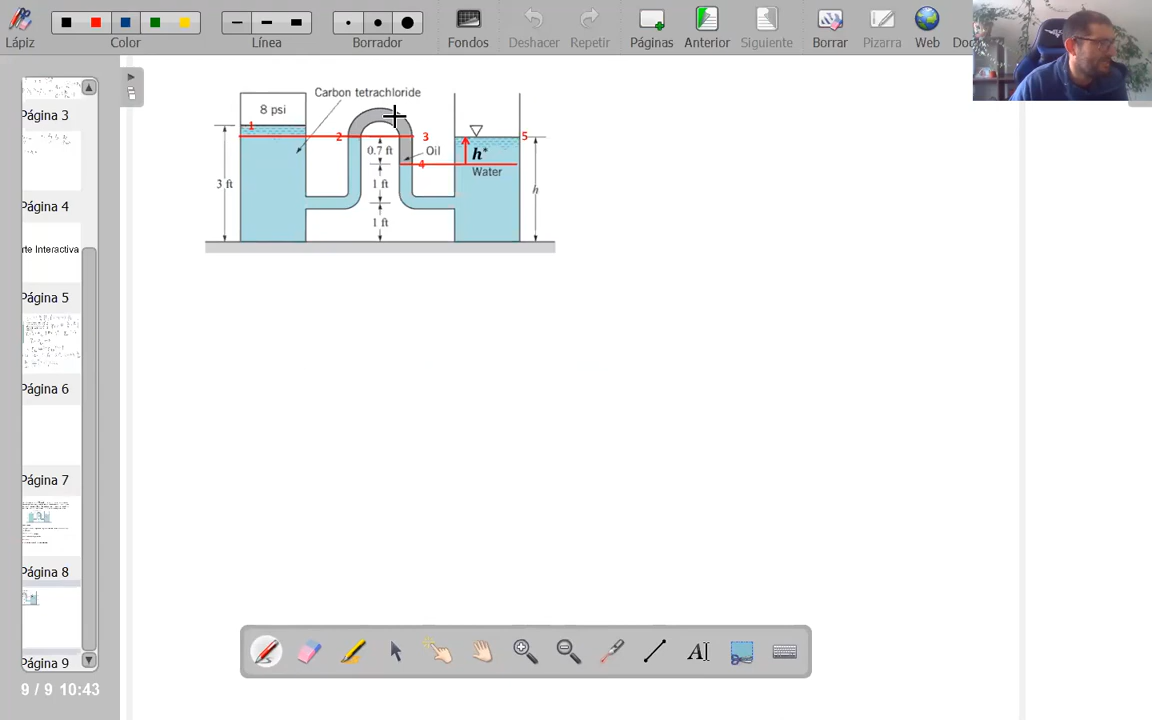 Lápiz
Color
Línea
Borrador
Fondos
Deshacer
Repetir
Páginas
Anterior
Siguiente
Borrar
Pizarra
Web
Página 3
Página 4
rte Interactiva
Página 5
Página 6
Página 7
Página 8
Página 9
9 / 9 10:43
Carbon tetrachloride
8 psi
1
2
3
5
0.7 ft
Oil
h*
4
Water
3 ft
1 ft
h
1 ft
A